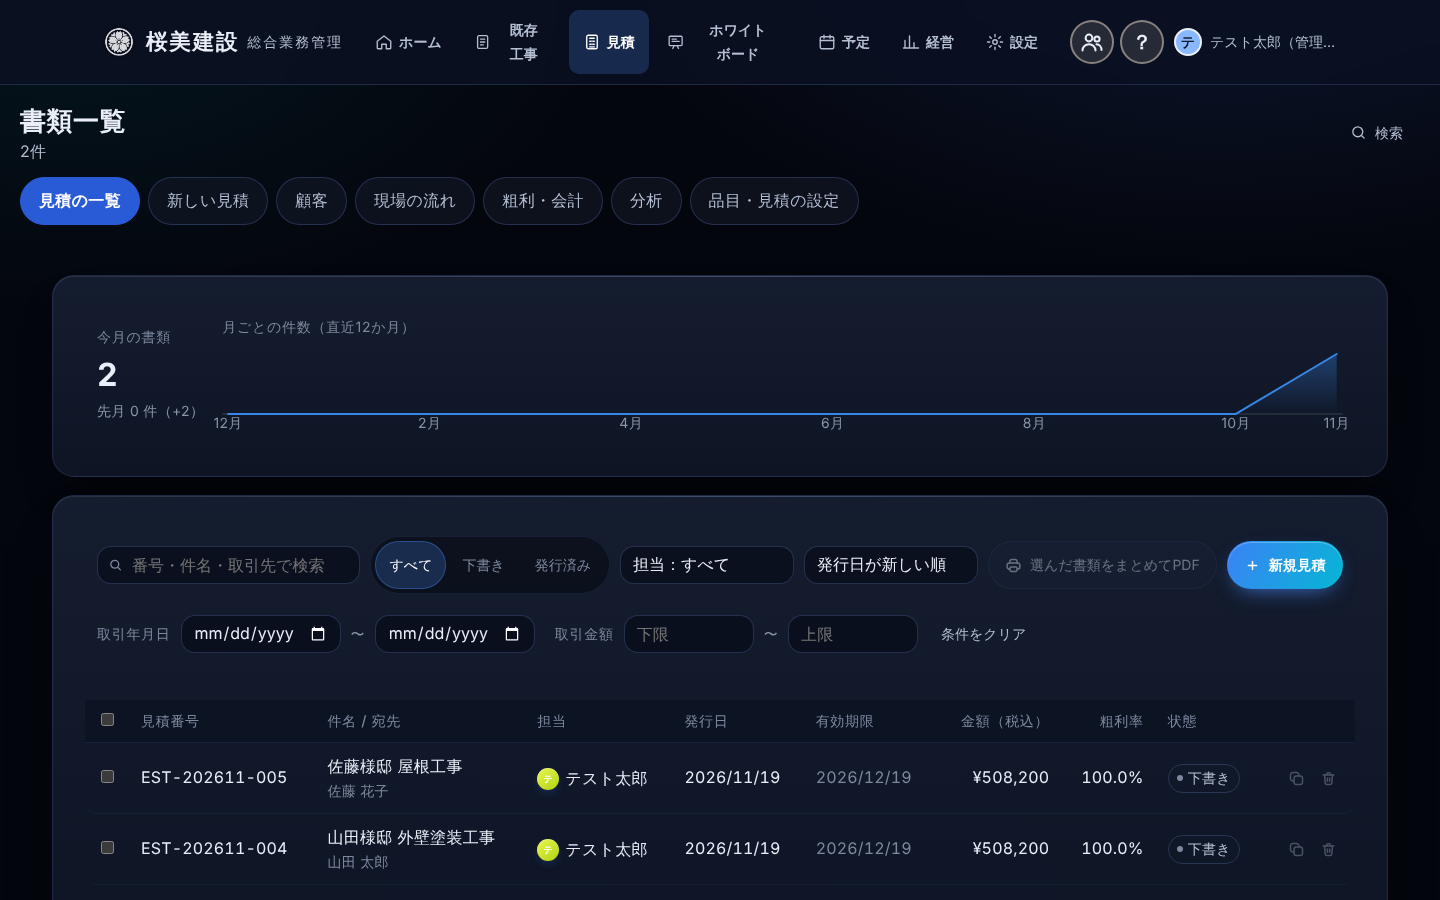 桜美建設 総合業務管理 ホーム 既存工事 見積 ホワイトボード 予定 経営 設定 ? テ テスト太郎（管理...
書類一覧
2件
検索
見積の一覧 新しい見積 顧客 現場の流れ 粗利・会計 分析 品目・見積の設定
月ごとの件数（直近12か月）
今月の書類
2
先月 0 件（+2）
12月 2月 4月 6月 8月 10月 11月
番号・件名・取引先で検索 すべて 下書き 発行済み 担当：すべて 発行日が新しい順 選んだ書類をまとめてPDF + 新規見積
取引年月日 mm/dd/yyyy 〜 mm/dd/yyyy 取引金額 下限 〜 上限 条件をクリア
見積番号 件名 / 宛先 担当 発行日 有効期限 金額（税込） 粗利率 状態
EST-202611-005 佐藤様邸 屋根工事 テ テスト太郎 2026/11/19 2026/12/19 ¥508,200 100.0% 下書き
佐藤 花子
EST-202611-004 山田様邸 外壁塗装工事 テ テスト太郎 2026/11/19 2026/12/19 ¥508,200 100.0% 下書き
山田 太郎